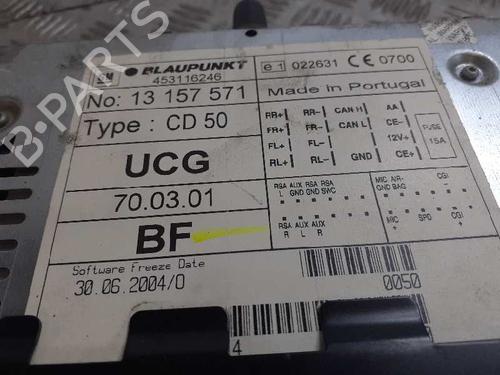 B-PARTS
GM BLAUPUNKT
453116246
e1 022631 CE 0700
No: 13 157 571
Made in Portugal
Type : CD 50
RR+ RR- CAN H AA
FR+ FR- CAN L CE-
FL+ FL- 12V+
RL+ RL- GND CE+
FUSE
15A
UCG
70.03.01
BF
RSA AUX RSA RSA
L GND GND SWC
MIC AIR- CGI
GND BAG -
RSA AUX AUX
R L R
MIC SPD CGI
+ +
Software Freeze Date
30.06.2004/0
0050
4